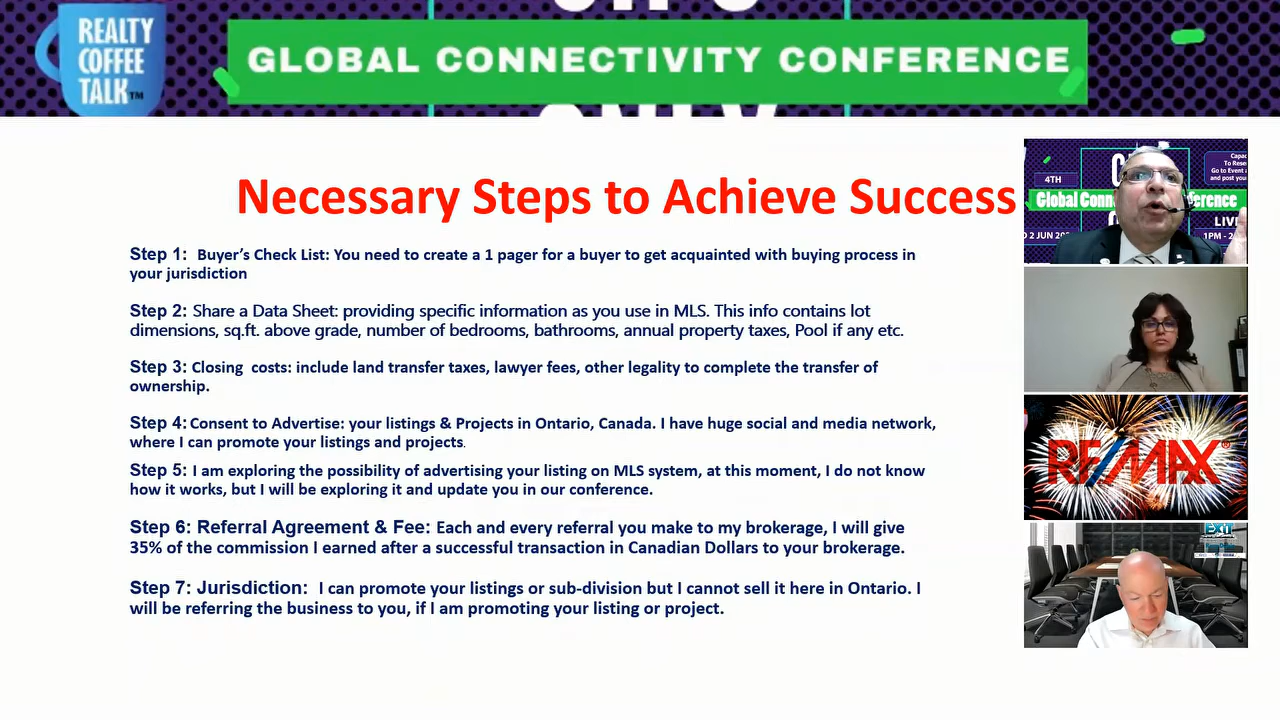 REALTY
COFFEE
TALK™
GLOBAL CONNECTIVITY CONFERENCE
ONLY
Necessary Steps to Achieve Success
Step 1: Buyer's Check List: You need to create a 1 pager for a buyer to get acquainted with buying process in
your jurisdiction
Step 2: Share a Data Sheet: providing specific information as you use in MLS. This info contains lot
dimensions, sq.ft. above grade, number of bedrooms, bathrooms, annual property taxes, Pool if any etc.
Step 3: Closing costs: include land transfer taxes, lawyer fees, other legality to complete the transfer of
ownership.
Step 4: Consent to Advertise: your listings & Projects in Ontario, Canada. I have huge social and media network,
where I can promote your listings and projects.
Step 5: I am exploring the possibility of advertising your listing on MLS system, at this moment, I do not know
how it works, but I will be exploring it and update you in our conference.
Step 6: Referral Agreement & Fee: Each and every referral you make to my brokerage, I will give
35% of the commission I earned after a successful transaction in Canadian Dollars to your brokerage.
Step 7: Jurisdiction: I can promote your listings or sub-division but I cannot sell it here in Ontario. I
will be referring the business to you, if I am promoting your listing or project.
4TH
Global
LIV
2 JUN
1PM - 2
RE/MAX®
EXIT